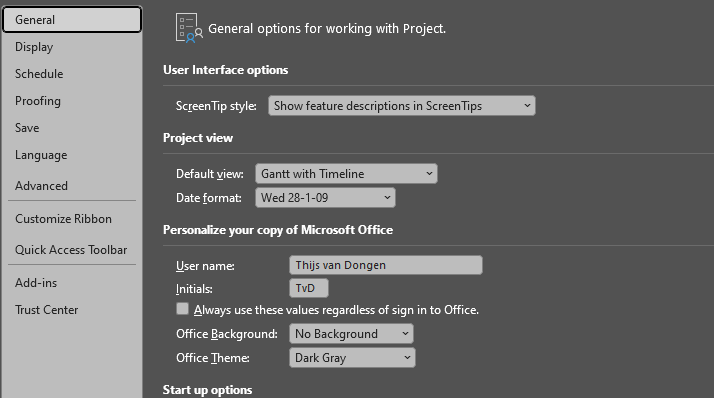 General
Display
Schedule
Proofing
Save
Language
Advanced
Customize Ribbon
Quick Access Toolbar
Add-ins
Trust Center
General options for working with Project.
User Interface options
ScreenTip style: Show feature descriptions in ScreenTips
Project view
Default view: Gantt with Timeline
Date format: Wed 28-1-09
Personalize your copy of Microsoft Office
User name: Thijs van Dongen
Initials: TvD
Always use these values regardless of sign in to Office.
Office Background: No Background
Office Theme: Dark Gray
Start up options